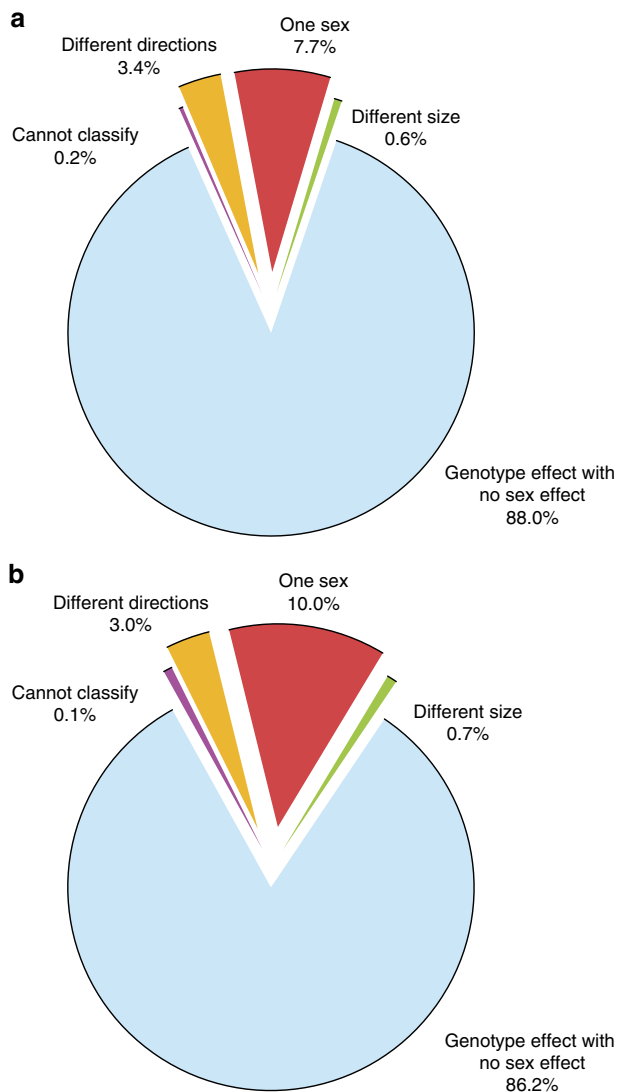 a
Different directions
3.4%
One sex
7.7%
Different size
0.6%
Cannot classify
0.2%
Genotype effect with
no sex effect
88.0%
b
Different directions
3.0%
One sex
10.0%
Different size
0.7%
Cannot classify
0.1%
Genotype effect with
no sex effect
86.2%